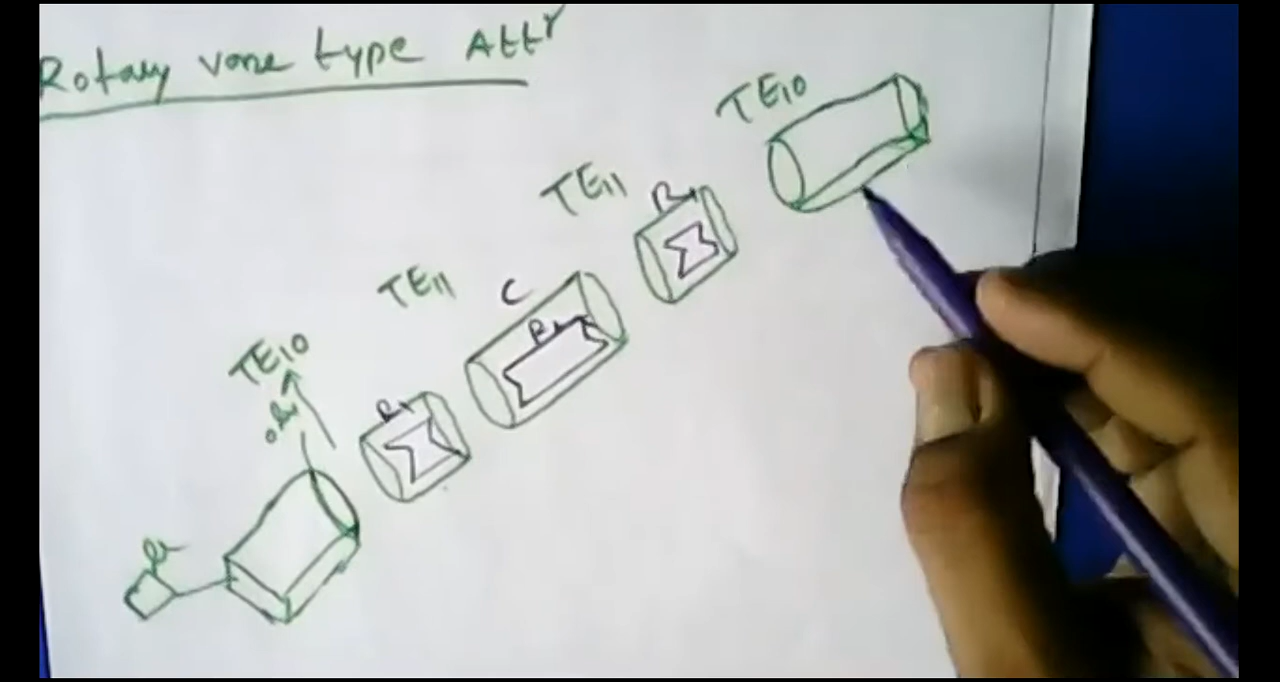 Rotary vane type Attr
TE10
TE11
R
TE11
C
R
TE10
R